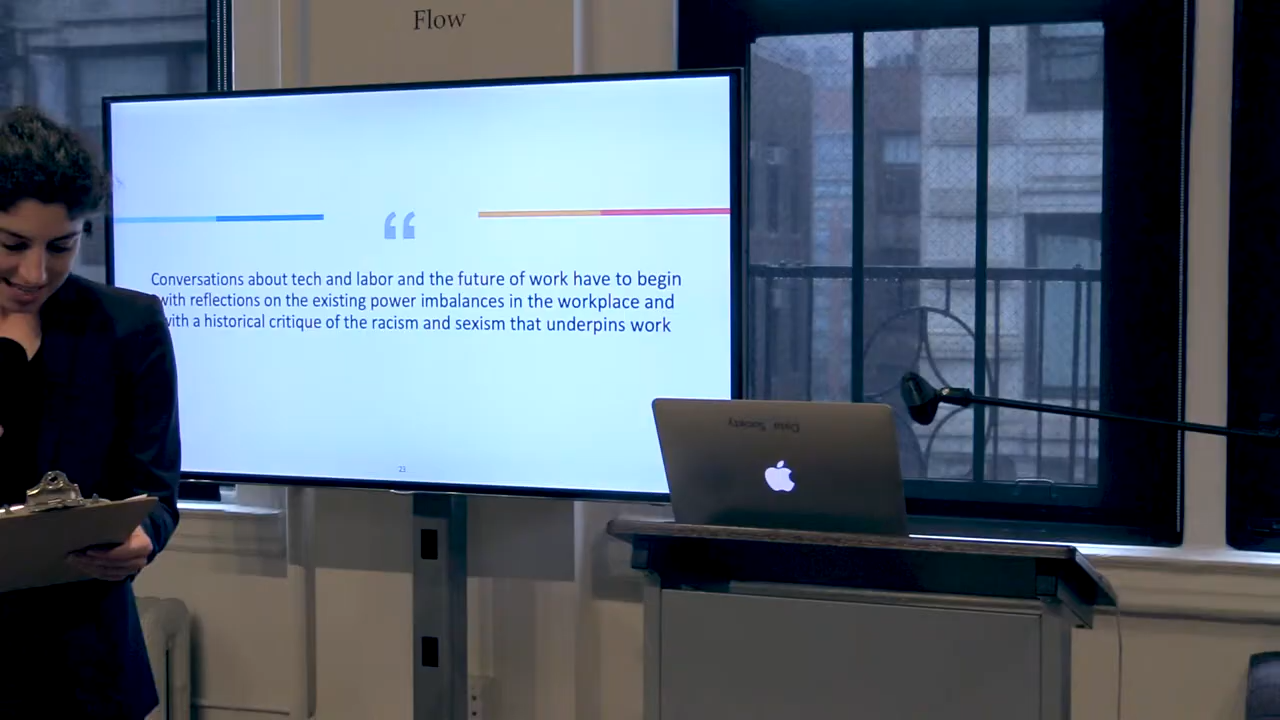 Flow
“
Conversations about tech and labor and the future of work have to begin
with reflections on the existing power imbalances in the workplace and
with a historical critique of the racism and sexism that underpins work
23
Data Society